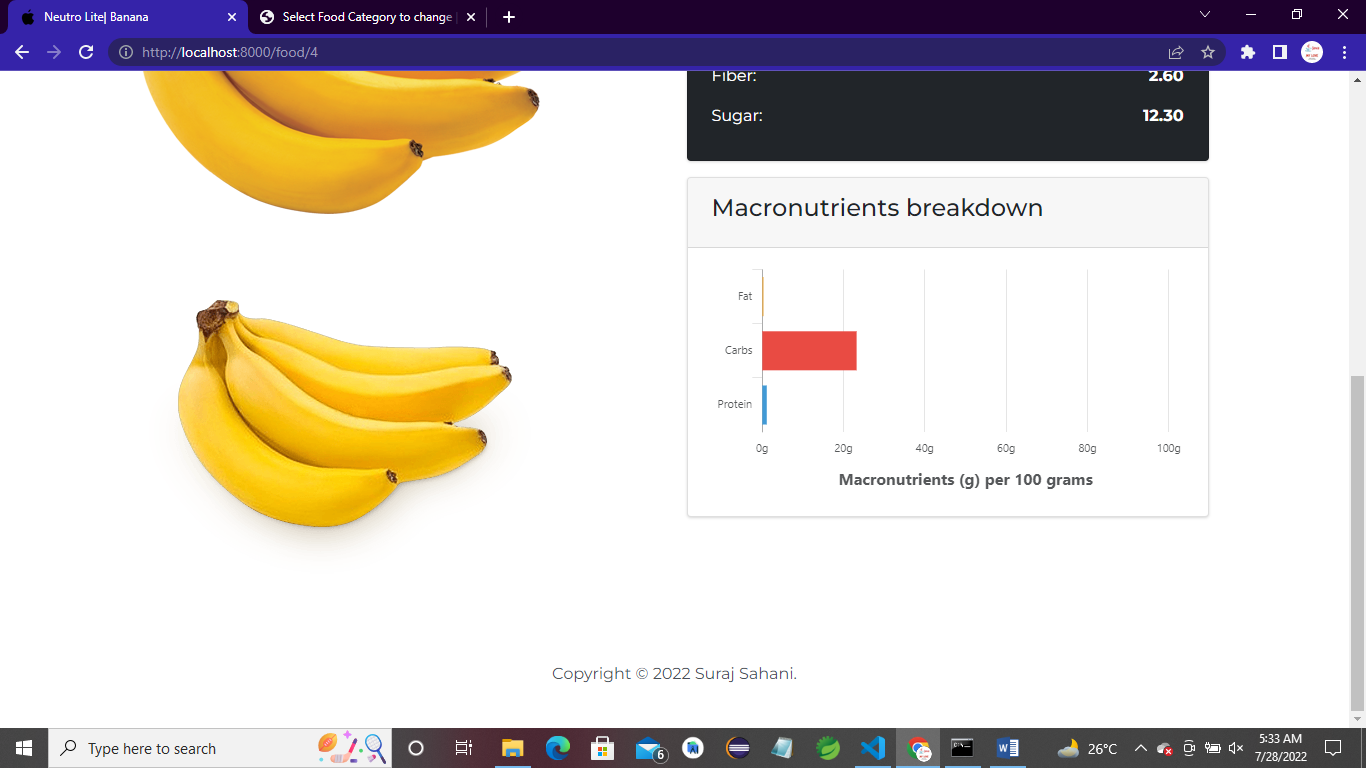 Neutro Lite| Banana
Select Food Category to change
http://localhost:8000/food/4
Fiber: 2.60
Sugar: 12.30
Macronutrients breakdown
Fat
Carbs
Protein
0g 20g 40g 60g 80g 100g
Macronutrients (g) per 100 grams
Copyright © 2022 Suraj Sahani.
Type here to search
6
26°C
5:33 AM
7/28/2022